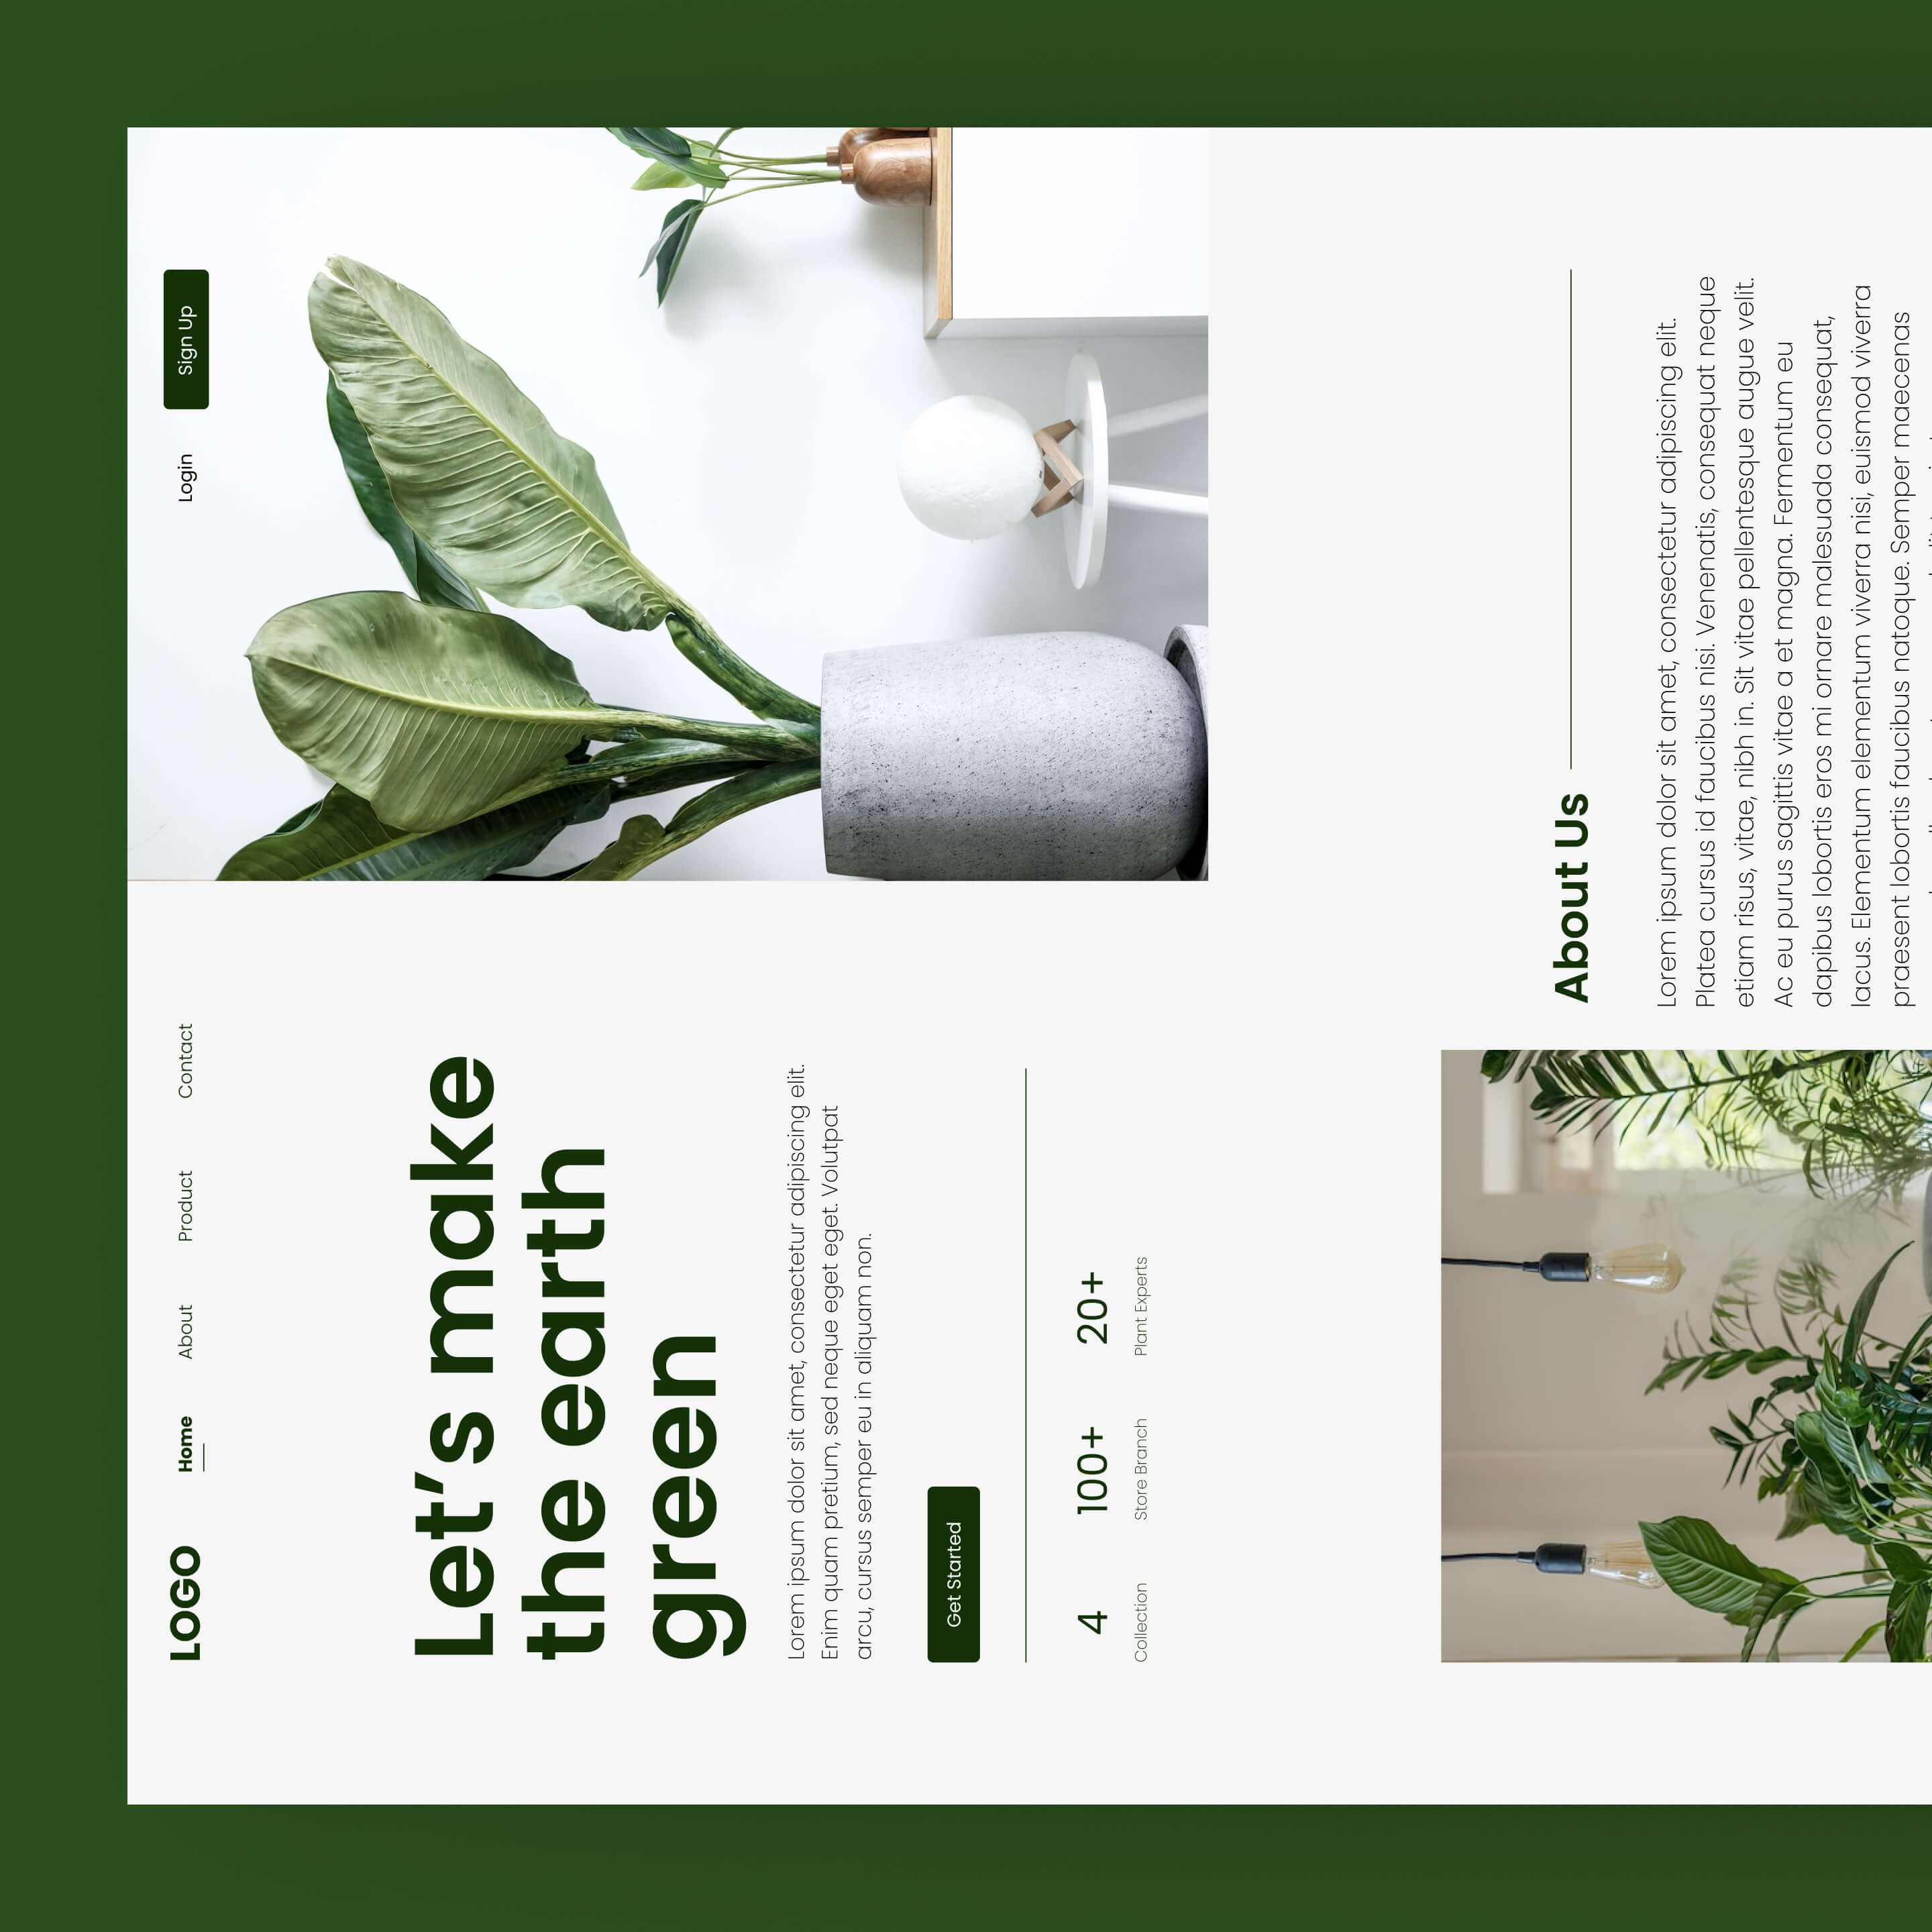 LOGO
Home
About
Product
Contact
Login
Sign Up
Let's make
the earth
green
Lorem ipsum dolor sit amet, consectetur adipiscing elit.
Enim quam pretium, sed neque eget eget. Volutpat
arcu, cursus semper eu in aliquam non.
Get Started
4
Collection
100+
Store Branch
20+
Plant Experts
About Us
Lorem ipsum dolor sit amet, consectetur adipiscing elit.
Platea cursus id faucibus nisi. Venenatis, consequat neque
etiam risus, vitae, nibh in. Sit vitae pellentesque augue velit.
Ac eu purus sagittis vitae a et magna. Fermentum eu
dapibus lobortis eros mi ornare malesuada consequat,
lacus. Elementum elementum viverra nisi, euismod viverra
praesent lobortis faucibus natoque. Semper maecenas